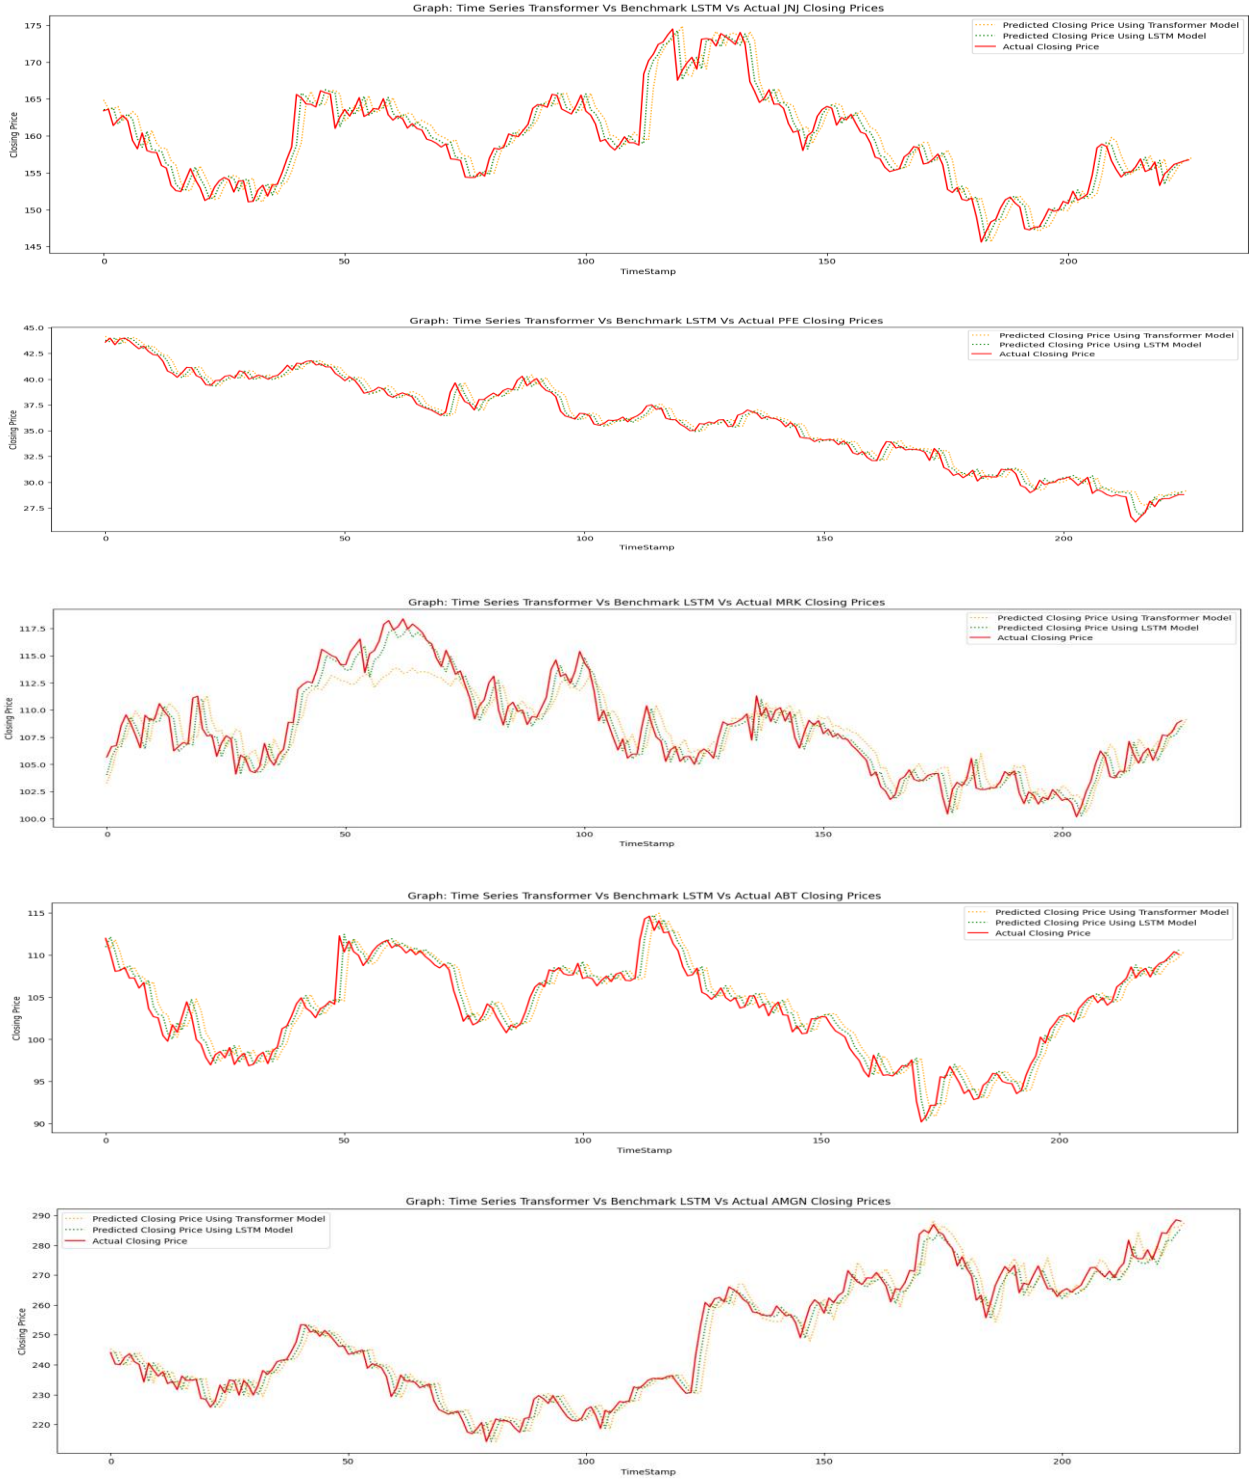 Graph: Time Series Transformer Vs Benchmark LSTM Vs Actual JNJ Closing Prices
Predicted Closing Price Using Transformer Model
Predicted Closing Price Using LSTM Model
Actual Closing Price
Closing Price
175
170
165
160
155
150
145
0 50 100 150 200
TimeStamp
Graph: Time Series Transformer Vs Benchmark LSTM Vs Actual PFE Closing Prices
Predicted Closing Price Using Transformer Model
Predicted Closing Price Using LSTM Model
Actual Closing Price
Closing Price
45.0
42.5
40.0
37.5
35.0
32.5
30.0
27.5
0 50 100 150 200
TimeStamp
Graph: Time Series Transformer Vs Benchmark LSTM Vs Actual MRK Closing Prices
Predicted Closing Price Using Transformer Model
Predicted Closing Price Using LSTM Model
Actual Closing Price
Closing Price
117.5
115.0
112.5
110.0
107.5
105.0
102.5
100.0
0 50 100 150 200
TimeStamp
Graph: Time Series Transformer Vs Benchmark LSTM Vs Actual ABT Closing Prices
Predicted Closing Price Using Transformer Model
Predicted Closing Price Using LSTM Model
Actual Closing Price
Closing Price
115
110
105
100
95
90
0 50 100 150 200
TimeStamp
Graph: Time Series Transformer Vs Benchmark LSTM Vs Actual AMGN Closing Prices
Predicted Closing Price Using Transformer Model
Predicted Closing Price Using LSTM Model
Actual Closing Price
Closing Price
290
280
270
260
250
240
230
220
0 50 100 150 200
TimeStamp